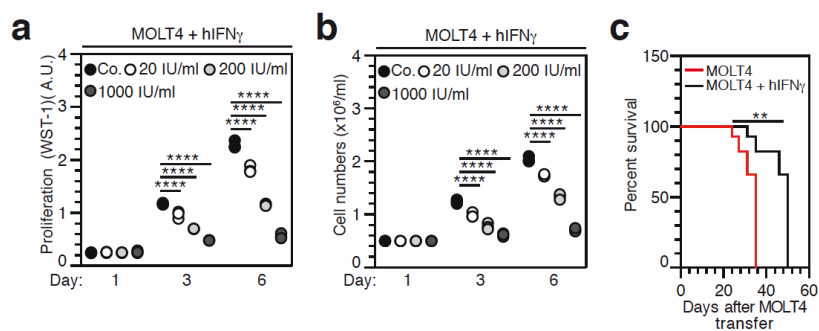 a
MOLT4 + hIFNγ
Proliferation (WST-1)( A.U.)
4
3
2
1
0
Co. 20 IU/ml 200 IU/ml
1000 IU/ml
****
****
****
****
****
****
Day: 1 3 6
b
MOLT4 + hIFNγ
Cell numbers (x10⁶/ml)
4
3
2
1
0
Co. 20 IU/ml 200 IU/ml
1000 IU/ml
****
****
****
****
****
****
Day: 1 3 6
c
Percent survival
150
100
50
0
MOLT4
MOLT4 + hIFNγ
**
0 20 40 60
Days after MOLT4
transfer